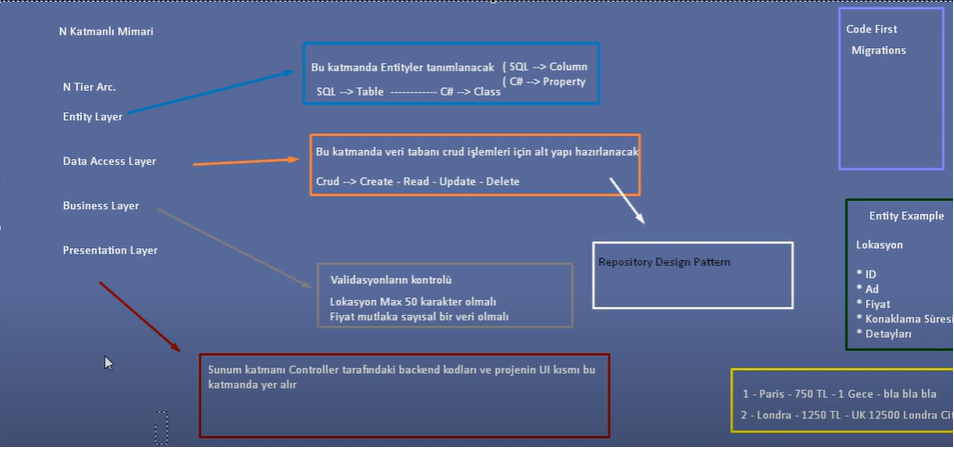 N Katmanlı Mimari
N Tier Arc.
Entity Layer
Data Access Layer
Business Layer
Presentation Layer
Bu katmanda Entityler tanımlanacak ( SQL --> Column
( C# --> Property
SQL --> Table ------------ C# --> Class
Bu katmanda veri tabanı crud işlemleri için alt yapı hazırlanacak
Crud --> Create - Read - Update - Delete
Repository Design Pattern
Validasyonların kontrolü
Lokasyon Max 50 karakter olmalı
Fiyat mutlaka sayısal bir veri olmalı
Sunum katmanı Controller tarafındaki backend kodları ve projenin UI kısmı bu
katmanda yer alır
Code First
Migrations
Entity Example
Lokasyon
* ID
* Ad
* Fiyat
* Konaklama Süresi
* Detayları
1 - Paris - 750 TL - 1 Gece - bla bla bla
2 - Londra - 1250 TL - UK 12500 Londra Cit